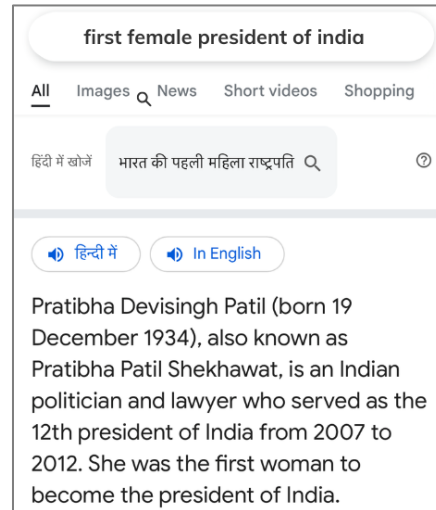 first female president of india
All Images News Short videos Shopping
हिंदी में खोजें भारत की पहली महिला राष्ट्रपति
हिन्दी में In English
Pratibha Devisingh Patil (born 19
December 1934), also known as
Pratibha Patil Shekhawat, is an Indian
politician and lawyer who served as the
12th president of India from 2007 to
2012. She was the first woman to
become the president of India.